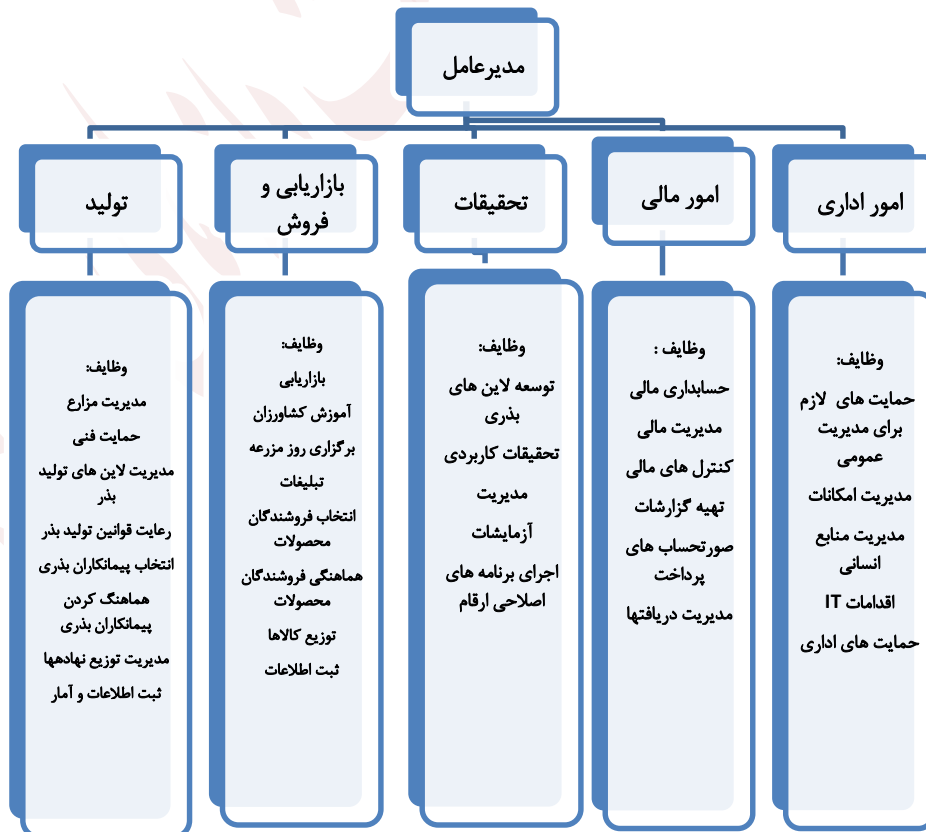 مدیرعامل
امور اداری
امور مالی
تحقیقات
بازاریابی و
فروش
تولید
وظایف:
حمایت های لازم
برای مدیریت
عمومی
مدیریت امکانات
مدیریت منابع
انسانی
اقدامات IT
حمایت های اداری
وظایف :
حسابداری مالی
مدیریت مالی
کنترل های مالی
تهیه گزارشات
صورتحساب های
پرداخت
مدیریت دریافتها
وظایف:
توسعه لاین های
بذری
تحقیقات کاربردی
مدیریت
آزمایشات
اجرای برنامه های
اصلاحی ارقام
وظایف:
بازاریابی
آموزش کشاورزان
برگزاری روز مزرعه
تبلیغات
انتخاب فروشندگان
محصولات
هماهنگی فروشندگان
محصولات
توزیع کالاها
ثبت اطلاعات
وظایف:
مدیریت مزارع
حمایت فنی
مدیریت لاین های تولید
بذر
رعایت قوانین تولید بذر
انتخاب پیمانکاران بذری
هماهنگ کردن
پیمانکاران بذری
مدیریت توزیع نهادهها
ثبت اطلاعات و آمار